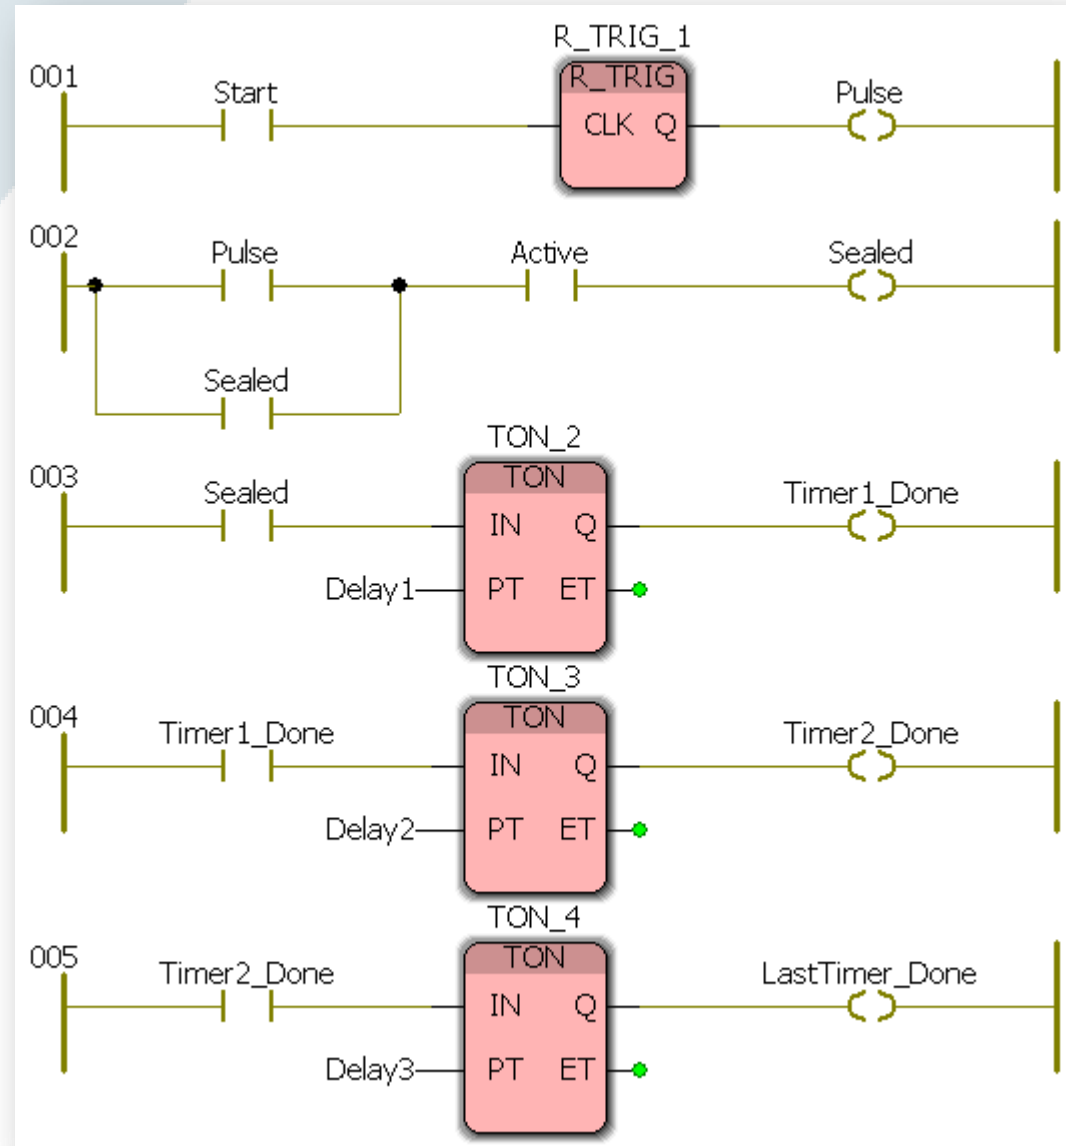 R_TRIG_1
001
Start
R_TRIG
Pulse
CLK Q
002
Pulse
Active
Sealed
Sealed
TON_2
003
Sealed
TON
Timer1_Done
IN Q
Delay1
PT ET
TON_3
004
Timer1_Done
TON
Timer2_Done
IN Q
Delay2
PT ET
TON_4
005
Timer2_Done
TON
LastTimer_Done
IN Q
Delay3
PT ET